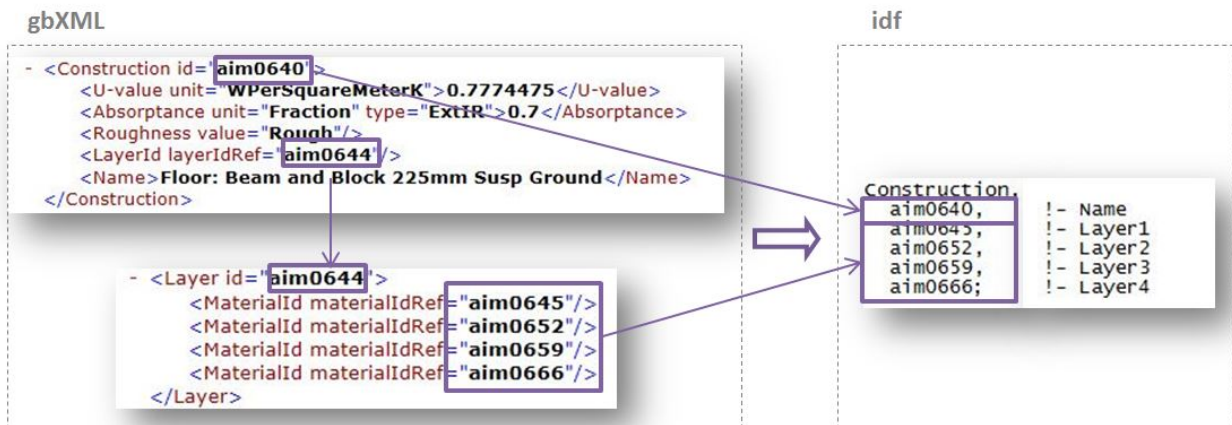 gbXML
idf
- <Construction id="aim0640">
<U-value unit="WPerSquareMeterK">0.7774475</U-value>
<Absorptance unit="Fraction" type="ExtIR">0.7</Absorptance>
<Roughness value="Rough"/>
<LayerId layerIdRef="aim0644"/>
<Name>Floor: Beam and Block 225mm Susp Ground</Name>
</Construction>
- <Layer id="aim0644">
<MaterialId materialIdRef="aim0645"/>
<MaterialId materialIdRef="aim0652"/>
<MaterialId materialIdRef="aim0659"/>
<MaterialId materialIdRef="aim0666"/>
</Layer>
Construction,
aim0640, !- Name
aim0645, !- Layer1
aim0652, !- Layer2
aim0659, !- Layer3
aim0666; !- Layer4